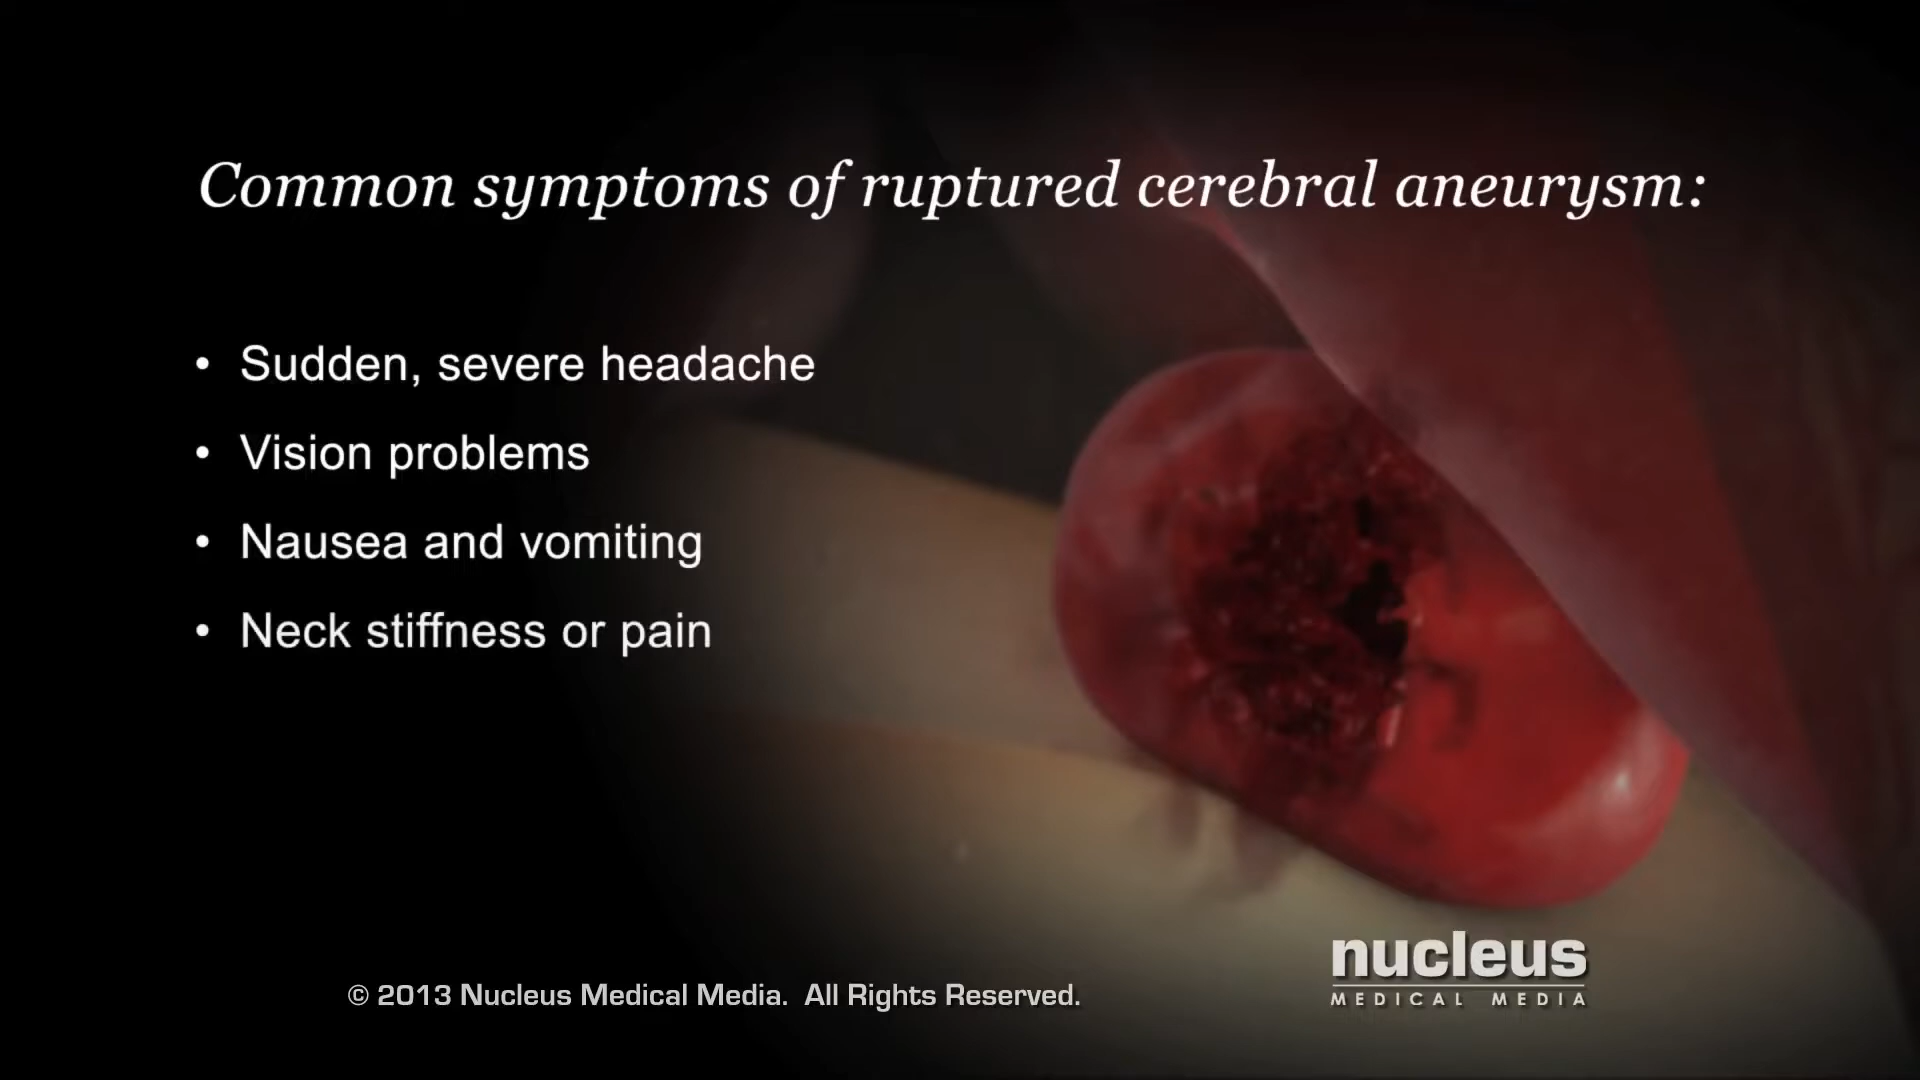 Common symptoms of ruptured cerebral aneurysm:
• Sudden, severe headache
• Vision problems
• Nausea and vomiting
• Neck stiffness or pain
© 2013 Nucleus Medical Media. All Rights Reserved.
nucleus
MEDICAL MEDIA